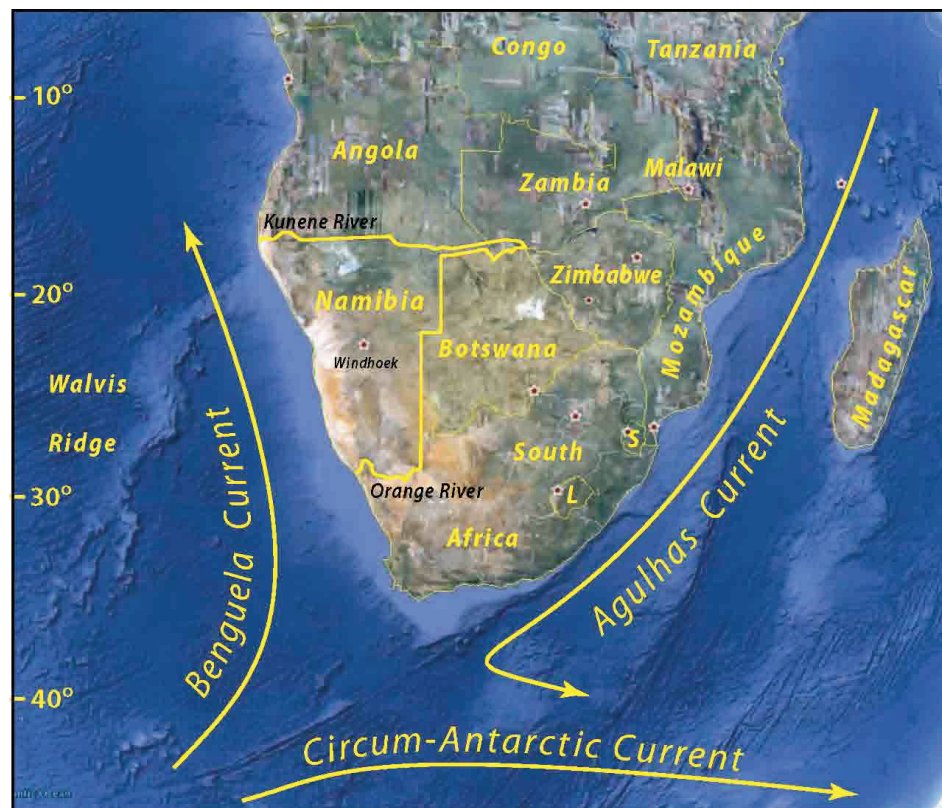 Congo
Tanzania
10°
Angola
Zambia
Malawi
Kunene River
Zimbabwe
Mozambique
20°
Namibia
Botswana
Madagascar
Windhoek
Walvis
Ridge
Benguela Current
South
S
Orange River
30°
L
Africa
Agulhas Current
40°
Circum-Antarctic Current